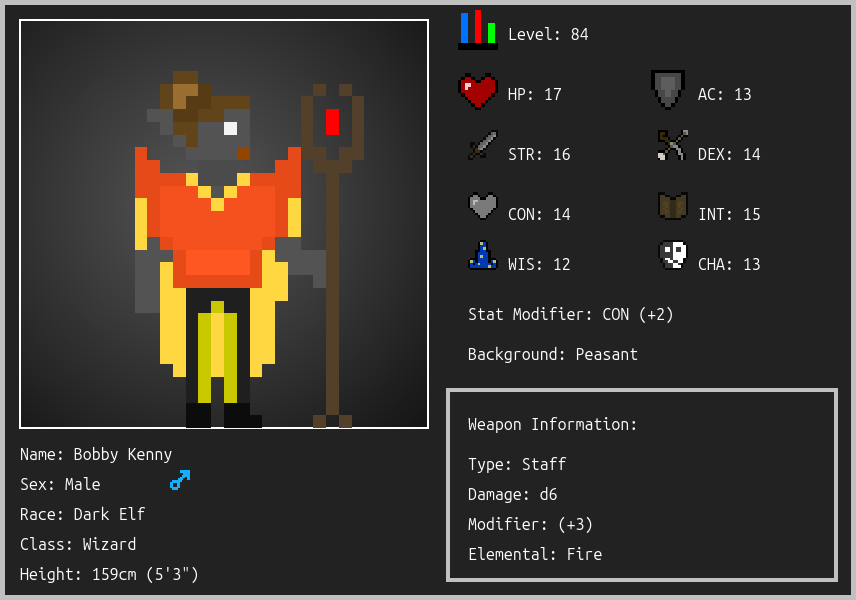 Level: 84
HP: 17
AC: 13
STR: 16
DEX: 14
CON: 14
INT: 15
WIS: 12
CHA: 13
Stat Modifier: CON (+2)
Background: Peasant
Weapon Information:
Type: Staff
Damage: d6
Modifier: (+3)
Elemental: Fire
Name: Bobby Kenny
Sex: Male
Race: Dark Elf
Class: Wizard
Height: 159cm (5'3")